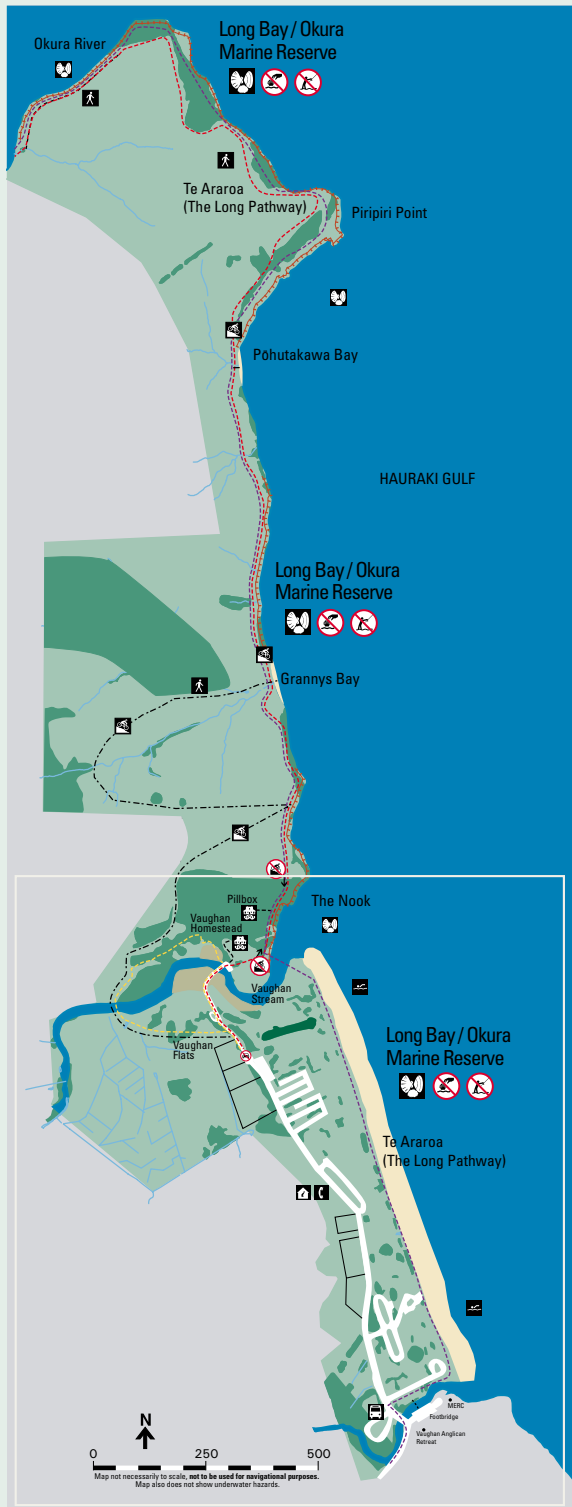 Long Bay / Okura
Marine Reserve
Okura River
Te Araroa
(The Long Pathway)
Piripiri Point
Pōhutakawa Bay
HAURAKI GULF
Long Bay / Okura
Marine Reserve
Grannys Bay
Pillbox
The Nook
Vaughan
Homestead
Vaughan
Stream
Vaughan
Flats
Long Bay / Okura
Marine Reserve
Te Araroa
(The Long Pathway)
MERC
Footbridge
Vaughan Anglican
Retreat
N
0 250 500
Map not necessarily to scale, not to be used for navigational purposes.
Map also does not show underwater hazards.